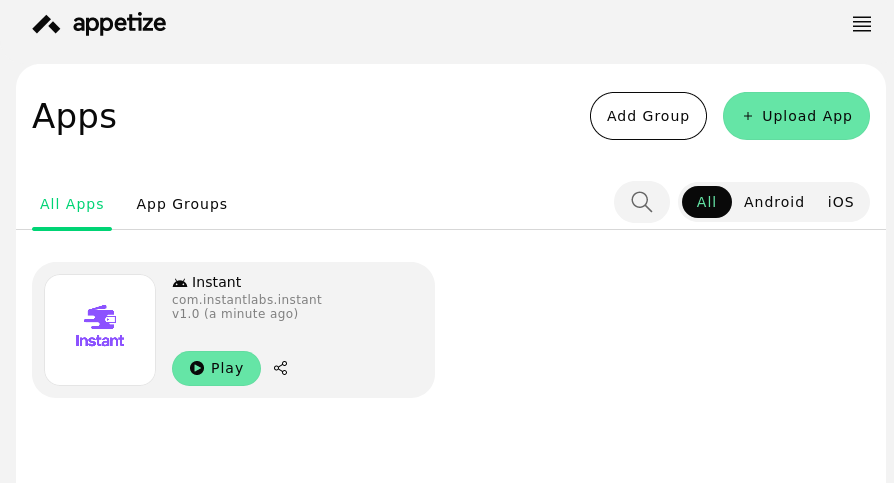 appetize
Apps
Add Group
+ Upload App
All Apps
App Groups
All
Android
iOS
Instant
Instant
com.instantlabs.instant
v1.0 (a minute ago)
Play